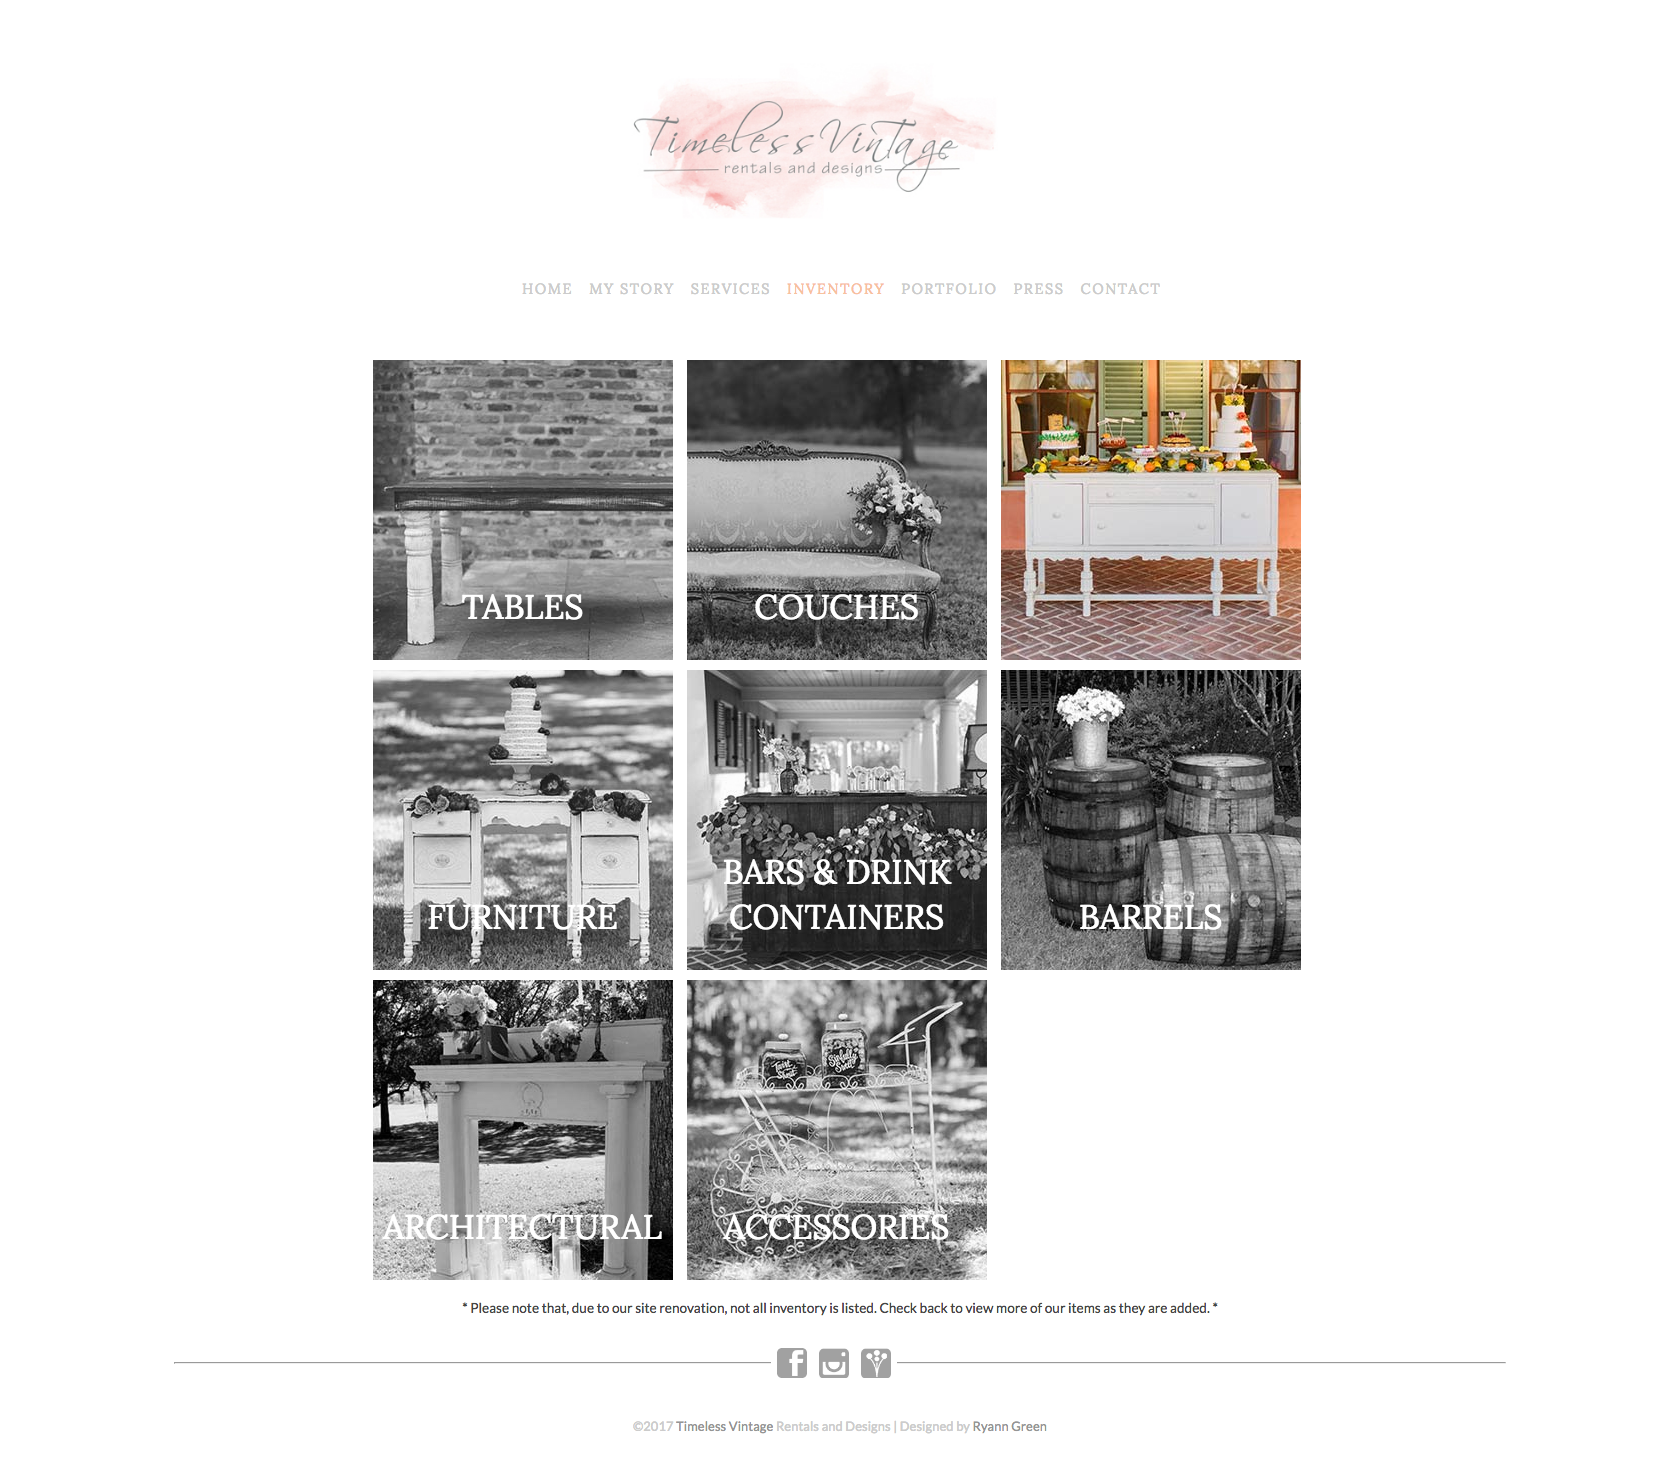 Timeless Vintage
rentals and designs
HOME MY STORY SERVICES INVENTORY PORTFOLIO PRESS CONTACT
TABLES
COUCHES
FURNITURE
BARS & DRINK
CONTAINERS
BARRELS
ARCHITECTURAL
Sinfully
Sweet
ACCESSORIES
* Please note that, due to our site renovation, not all inventory is listed. Check back to view more of our items as they are added. *
f
©2017 Timeless Vintage Rentals and Designs | Designed by Ryann Green